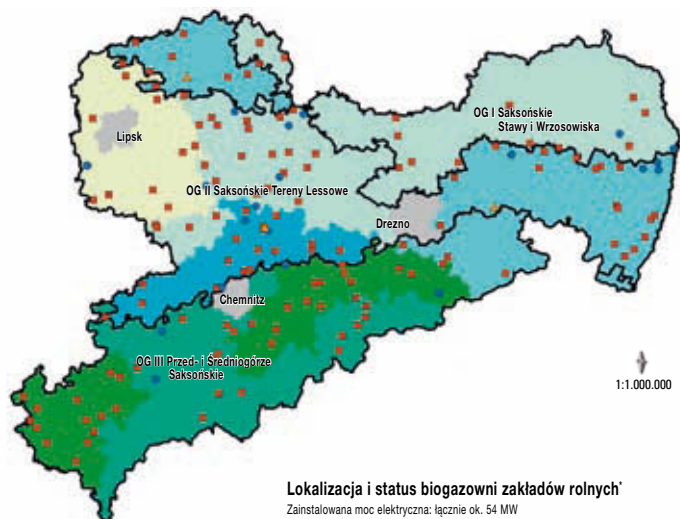 OG I Saksońskie
Stawy i Wrzosowiska
Lipsk
OG II Saksońskie Tereny Lessowe
Drezno
Chemnitz
OG III Przed- i Średniogórze
Saksońskie
1:1.000.000
Lokalizacja i status biogazowni zakładów rolnych*
Zainstalowana moc elektryczna: łącznie ok. 54 MW